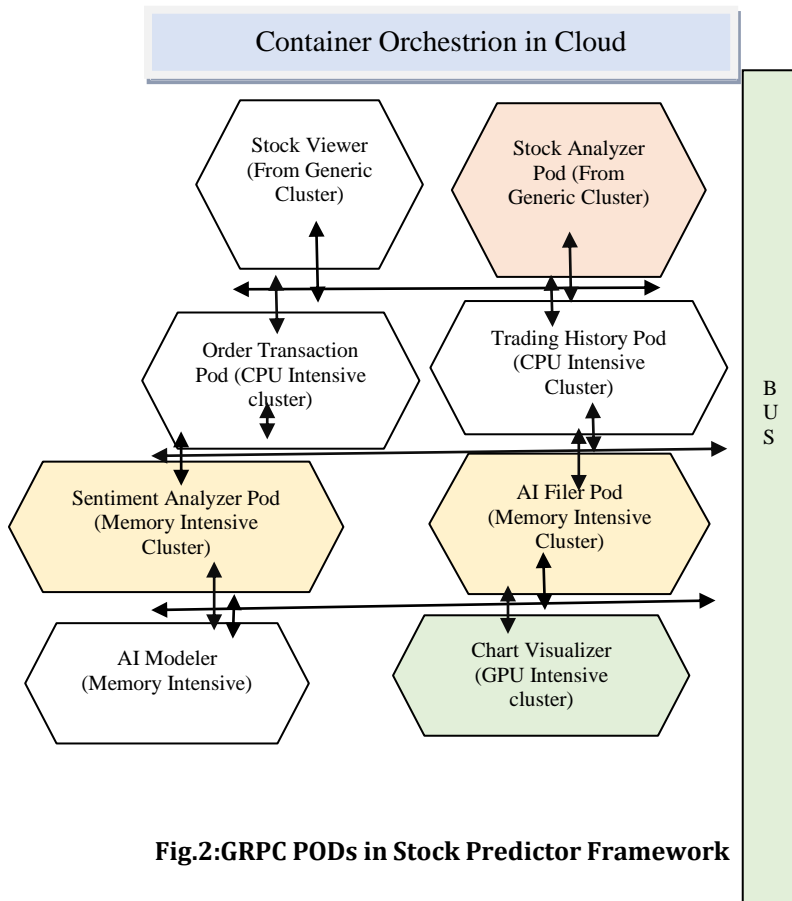 Container Orchestrion in Cloud
Stock Viewer
(From Generic
Cluster)
Stock Analyzer
Pod (From
Generic Cluster)
Order Transaction
Pod (CPU Intensive
cluster)
Trading History Pod
(CPU Intensive
Cluster)
B
U
S
Sentiment Analyzer Pod
(Memory Intensive
Cluster)
AI Filer Pod
(Memory Intensive
Cluster)
AI Modeler
(Memory Intensive)
Chart Visualizer
(GPU Intensive
cluster)
Fig.2:GRPC PODs in Stock Predictor Framework